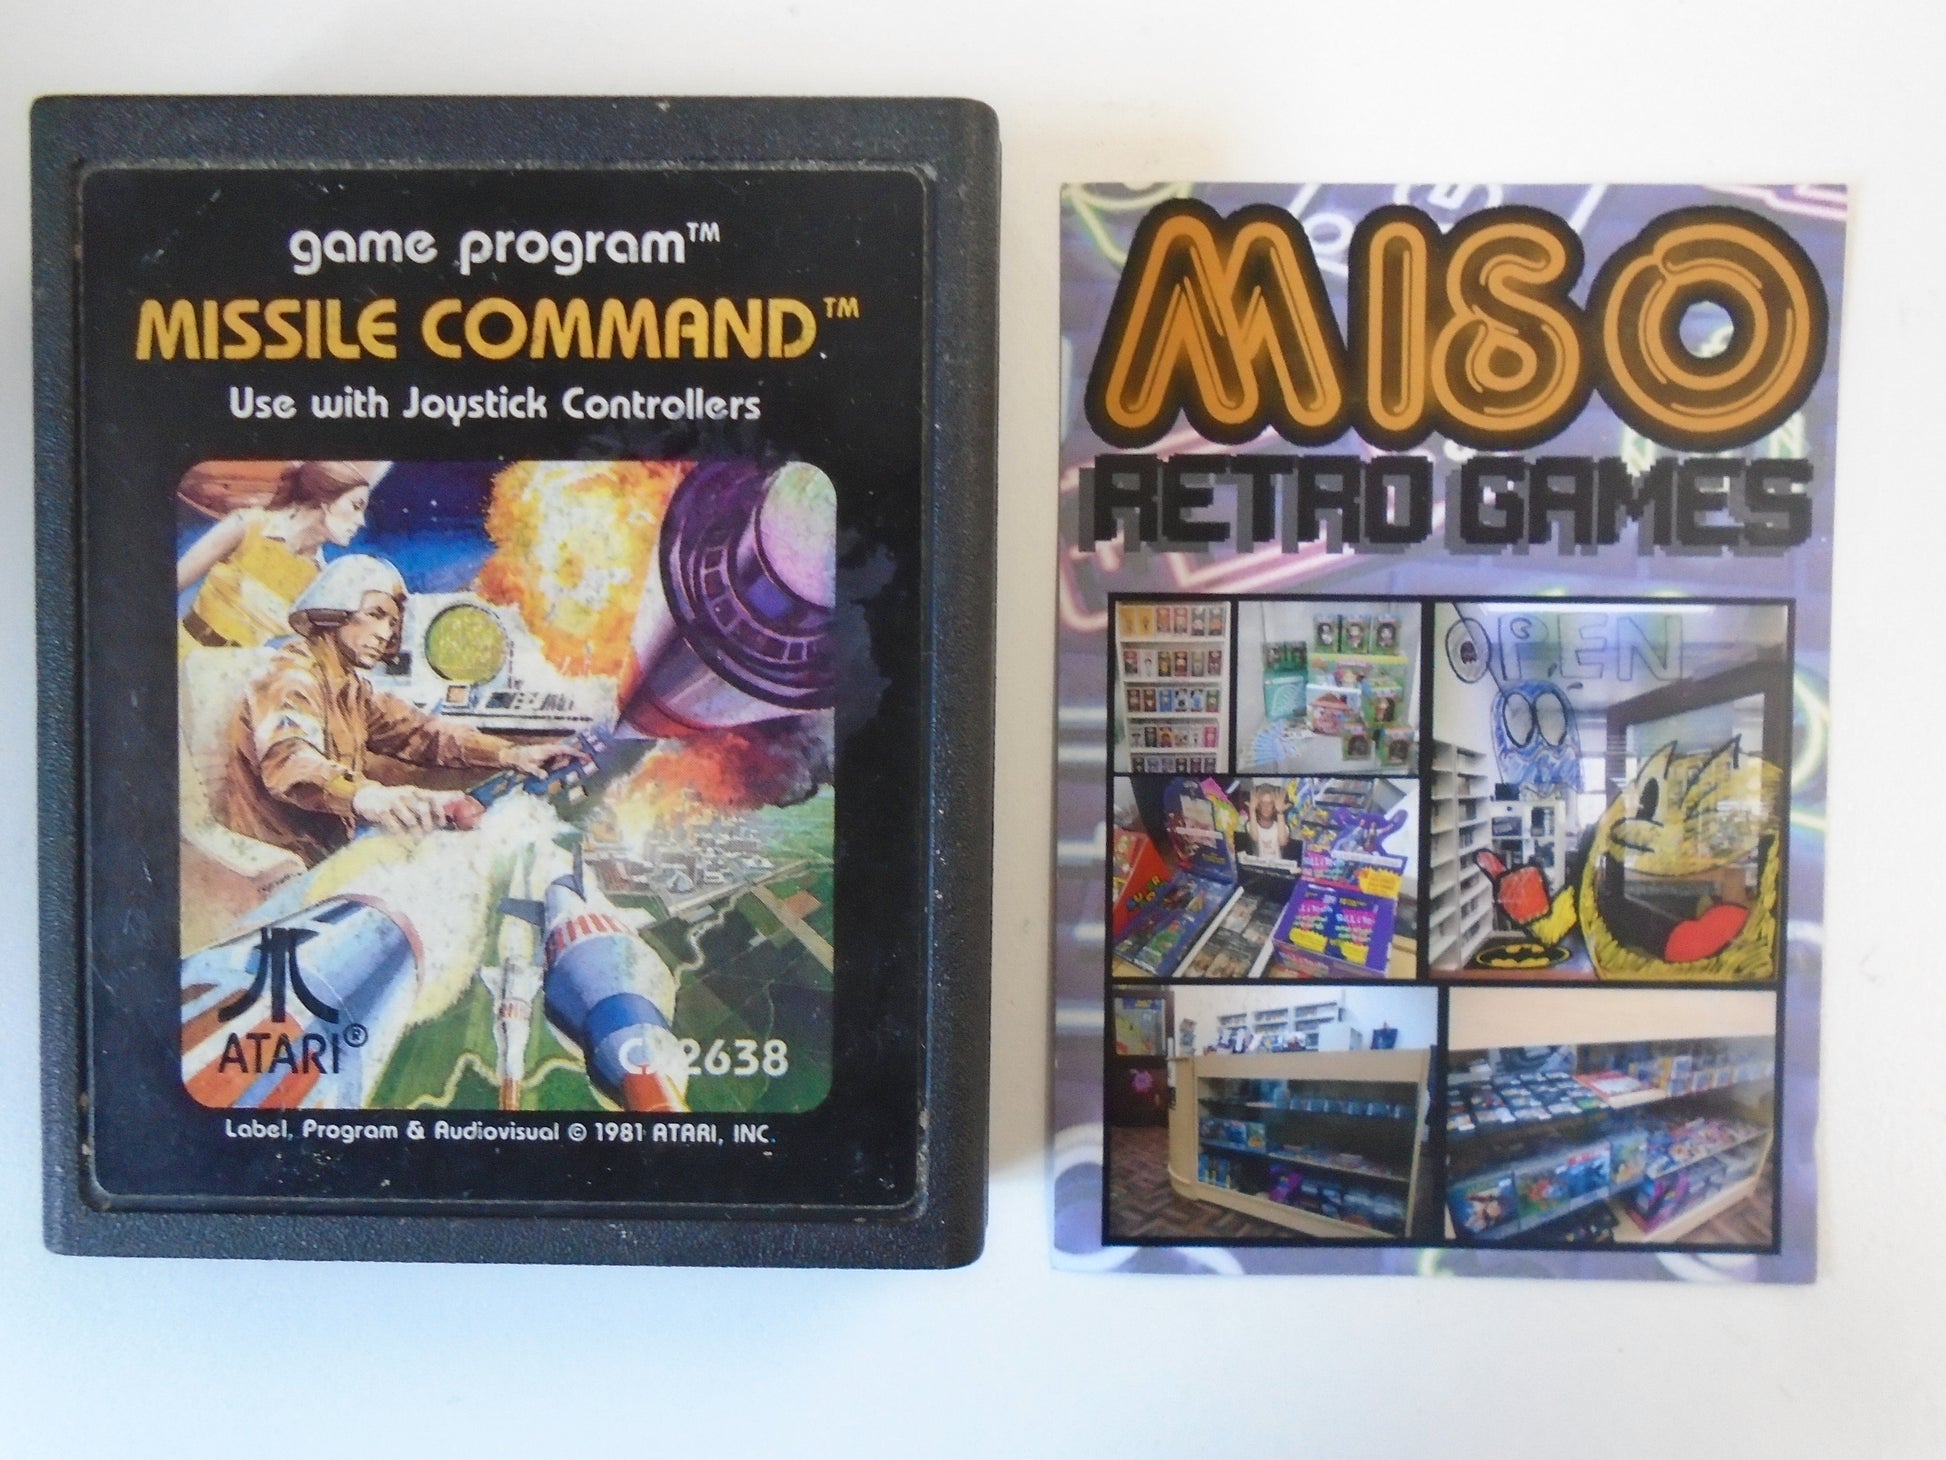 game program™
MISSILE COMMAND™
Use with Joystick Controllers
ATARI®
CX2638
Label, Program & Audiovisual © 1981 ATARI, INC.
MISO
RETRO GAMES
OPEN